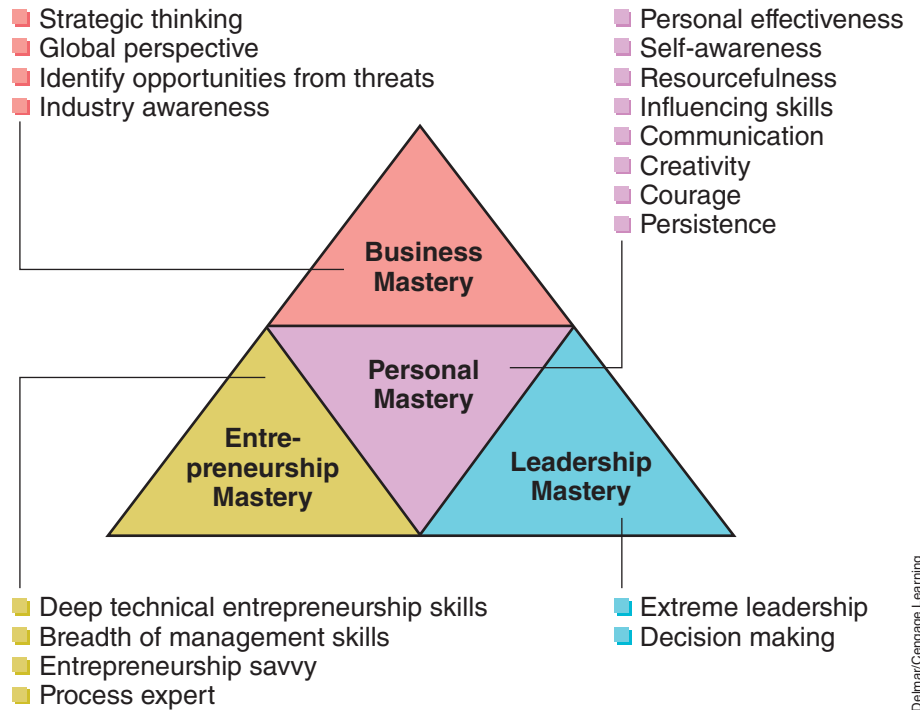 Strategic thinking
Global perspective
Identify opportunities from threats
Industry awareness
Personal effectiveness
Self-awareness
Resourcefulness
Influencing skills
Communication
Creativity
Courage
Persistence
Business
Mastery
Personal
Mastery
Entre-
preneurship
Mastery
Leadership
Mastery
Deep technical entrepreneurship skills
Breadth of management skills
Entrepreneurship savvy
Process expert
Extreme leadership
Decision making
Delmar/Cengage Learning